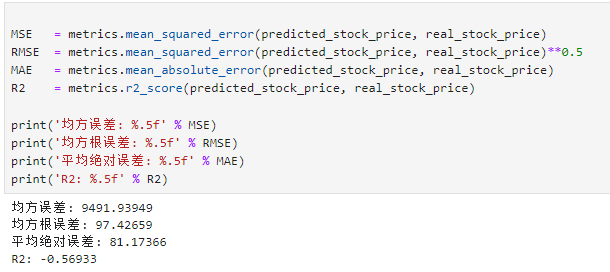 MSE   = metrics.mean_squared_error(predicted_stock_price, real_stock_price)
RMSE  = metrics.mean_squared_error(predicted_stock_price, real_stock_price)**0.5
MAE   = metrics.mean_absolute_error(predicted_stock_price, real_stock_price)
R2    = metrics.r2_score(predicted_stock_price, real_stock_price)
print('均方误差: %.5f' % MSE)
print('均方根误差: %.5f' % RMSE)
print('平均绝对误差: %.5f' % MAE)
print('R2: %.5f' % R2)
均方误差: 9491.93949
均方根误差: 97.42659
平均绝对误差: 81.17366
R2: -0.56933